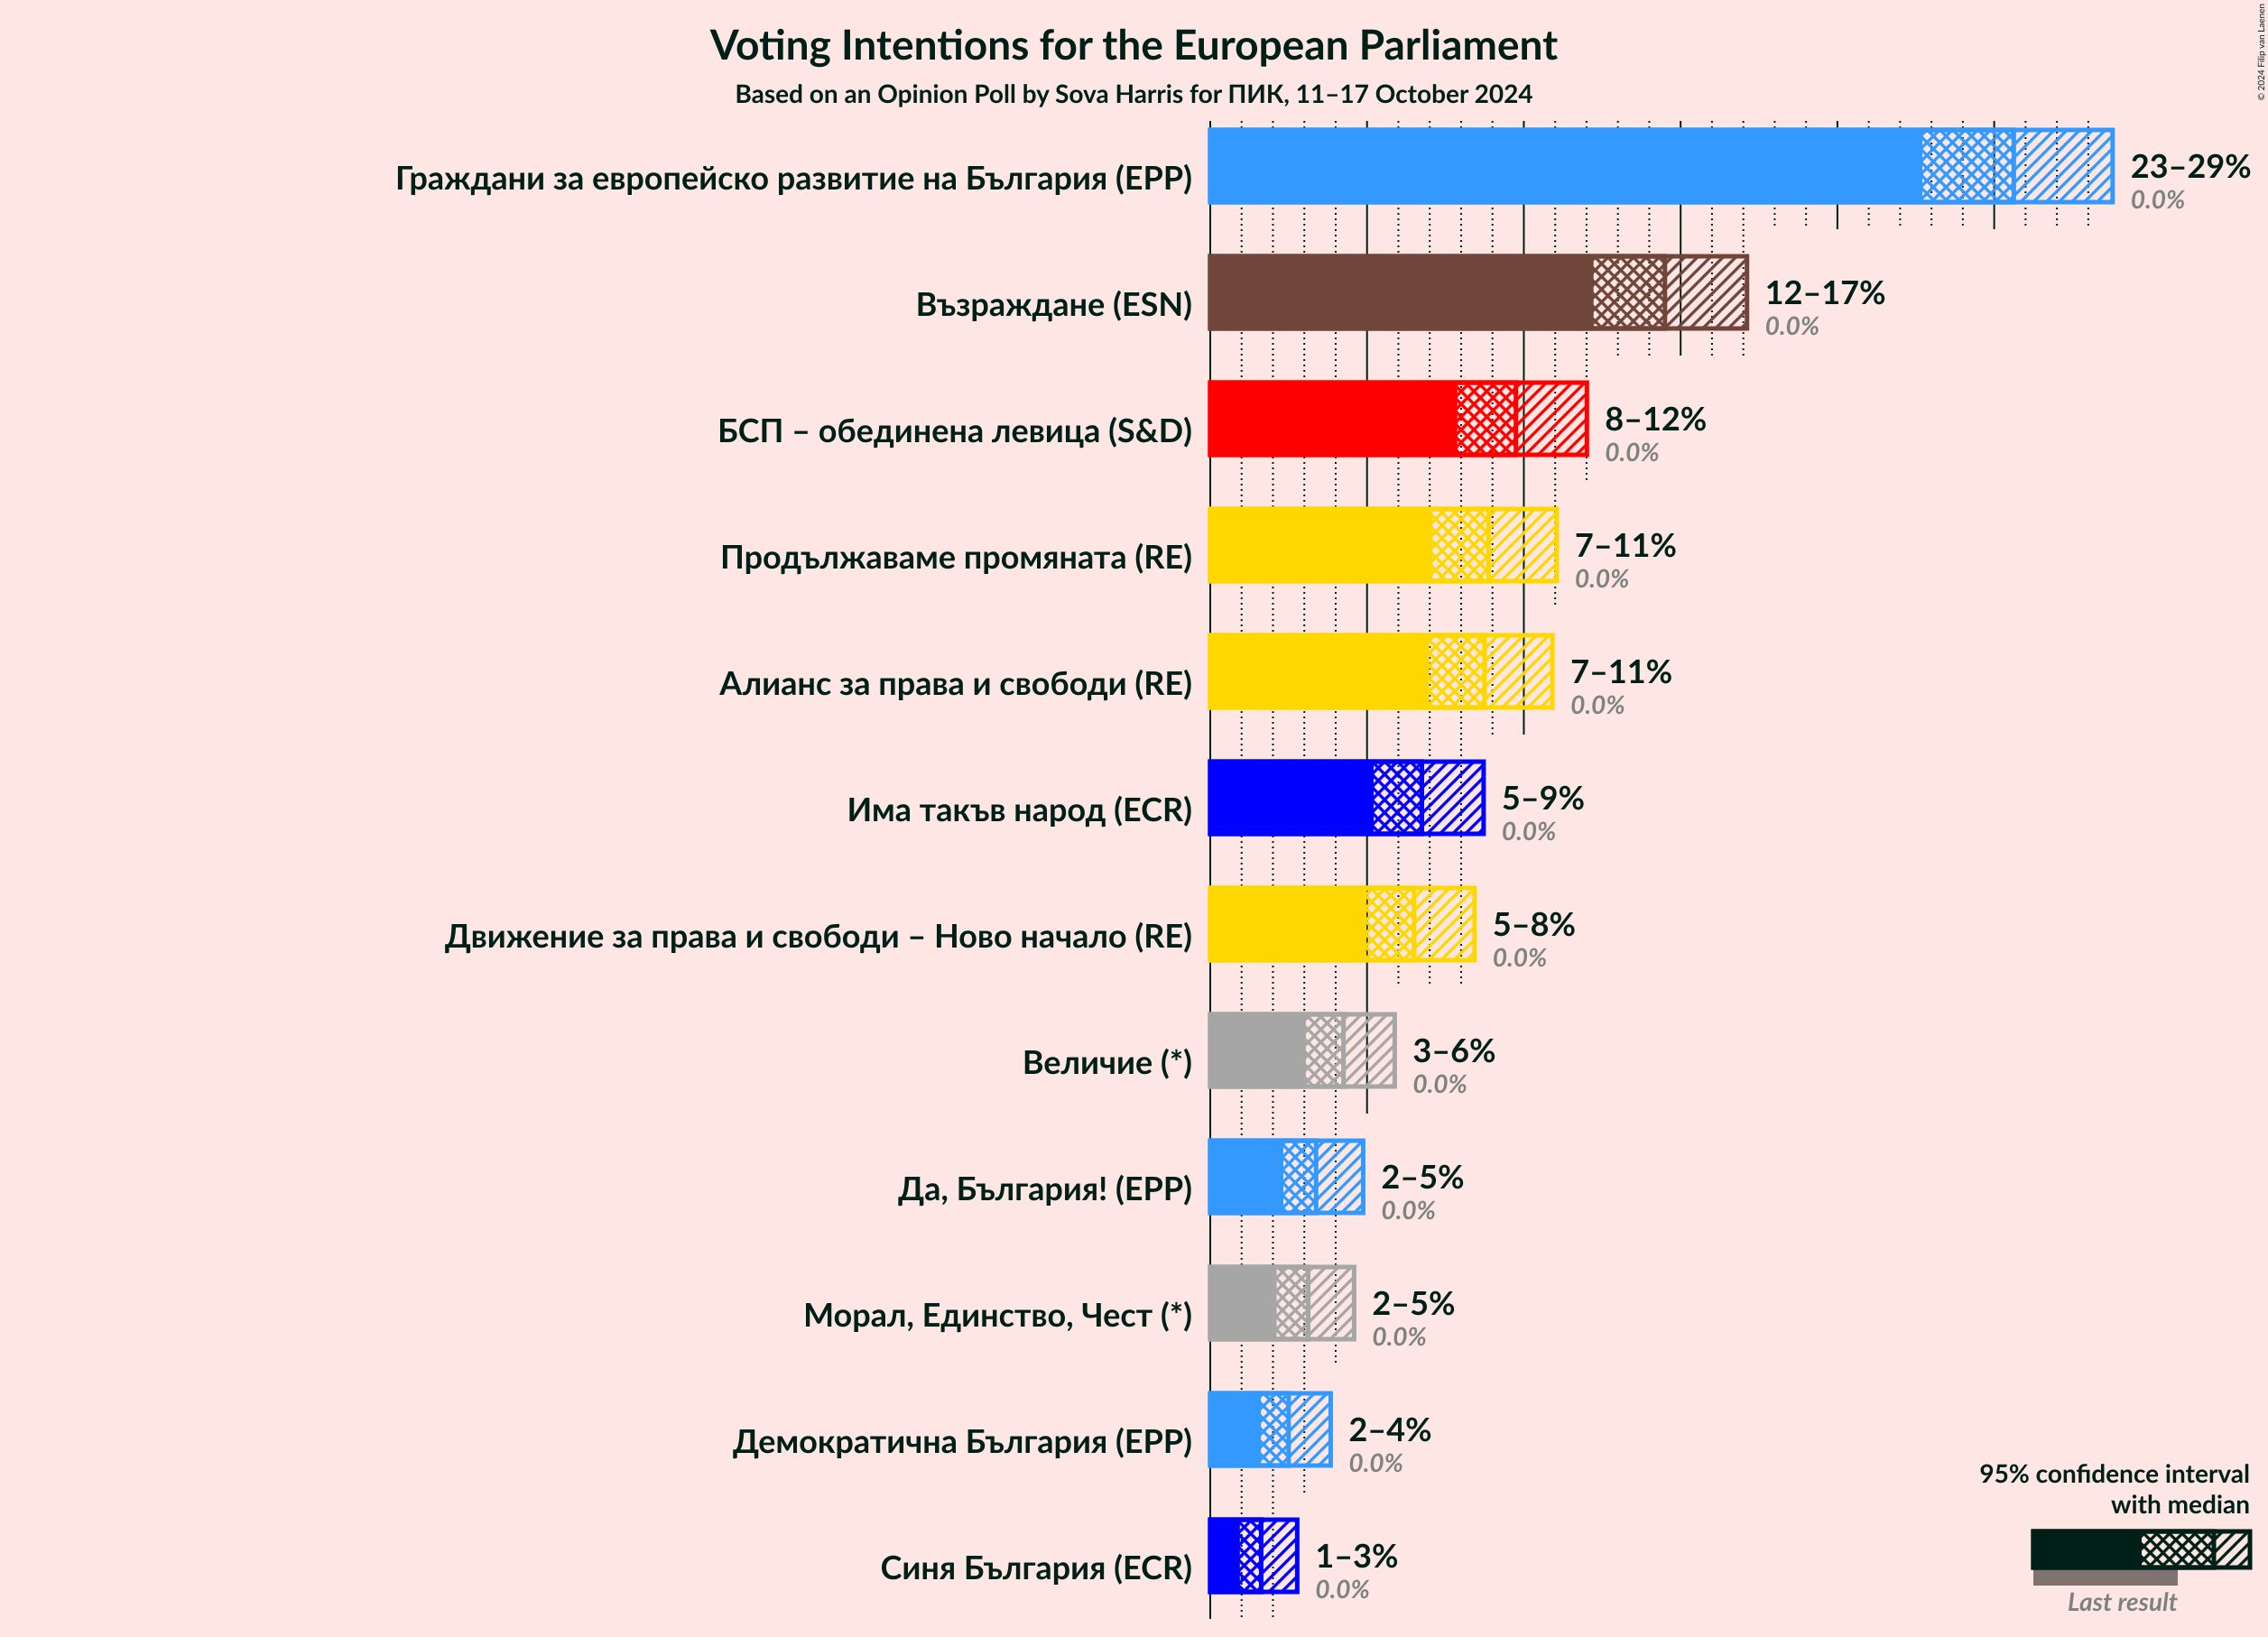 Voting Intentions for the European Parliament
Based on an Opinion Poll by Sova Harris for ПИК, 11–17 October 2024
© 2024 Filip van Laenen
Граждани за европейско развитие на България (EPP)
23–29%
0.0%
Възраждане (ESN)
12–17%
0.0%
БСП – обединена левица (S&D)
8–12%
0.0%
Продължаваме промяната (RE)
7–11%
0.0%
Алианс за права и свободи (RE)
7–11%
0.0%
Има такъв народ (ECR)
5–9%
0.0%
Движение за права и свободи – Ново начало (RE)
5–8%
0.0%
Величие (*)
3–6%
0.0%
Да, България! (EPP)
2–5%
0.0%
Морал, Единство, Чест (*)
2–5%
0.0%
Демократична България (EPP)
2–4%
0.0%
Синя България (ECR)
1–3%
0.0%
95% confidence interval
with median
Last result